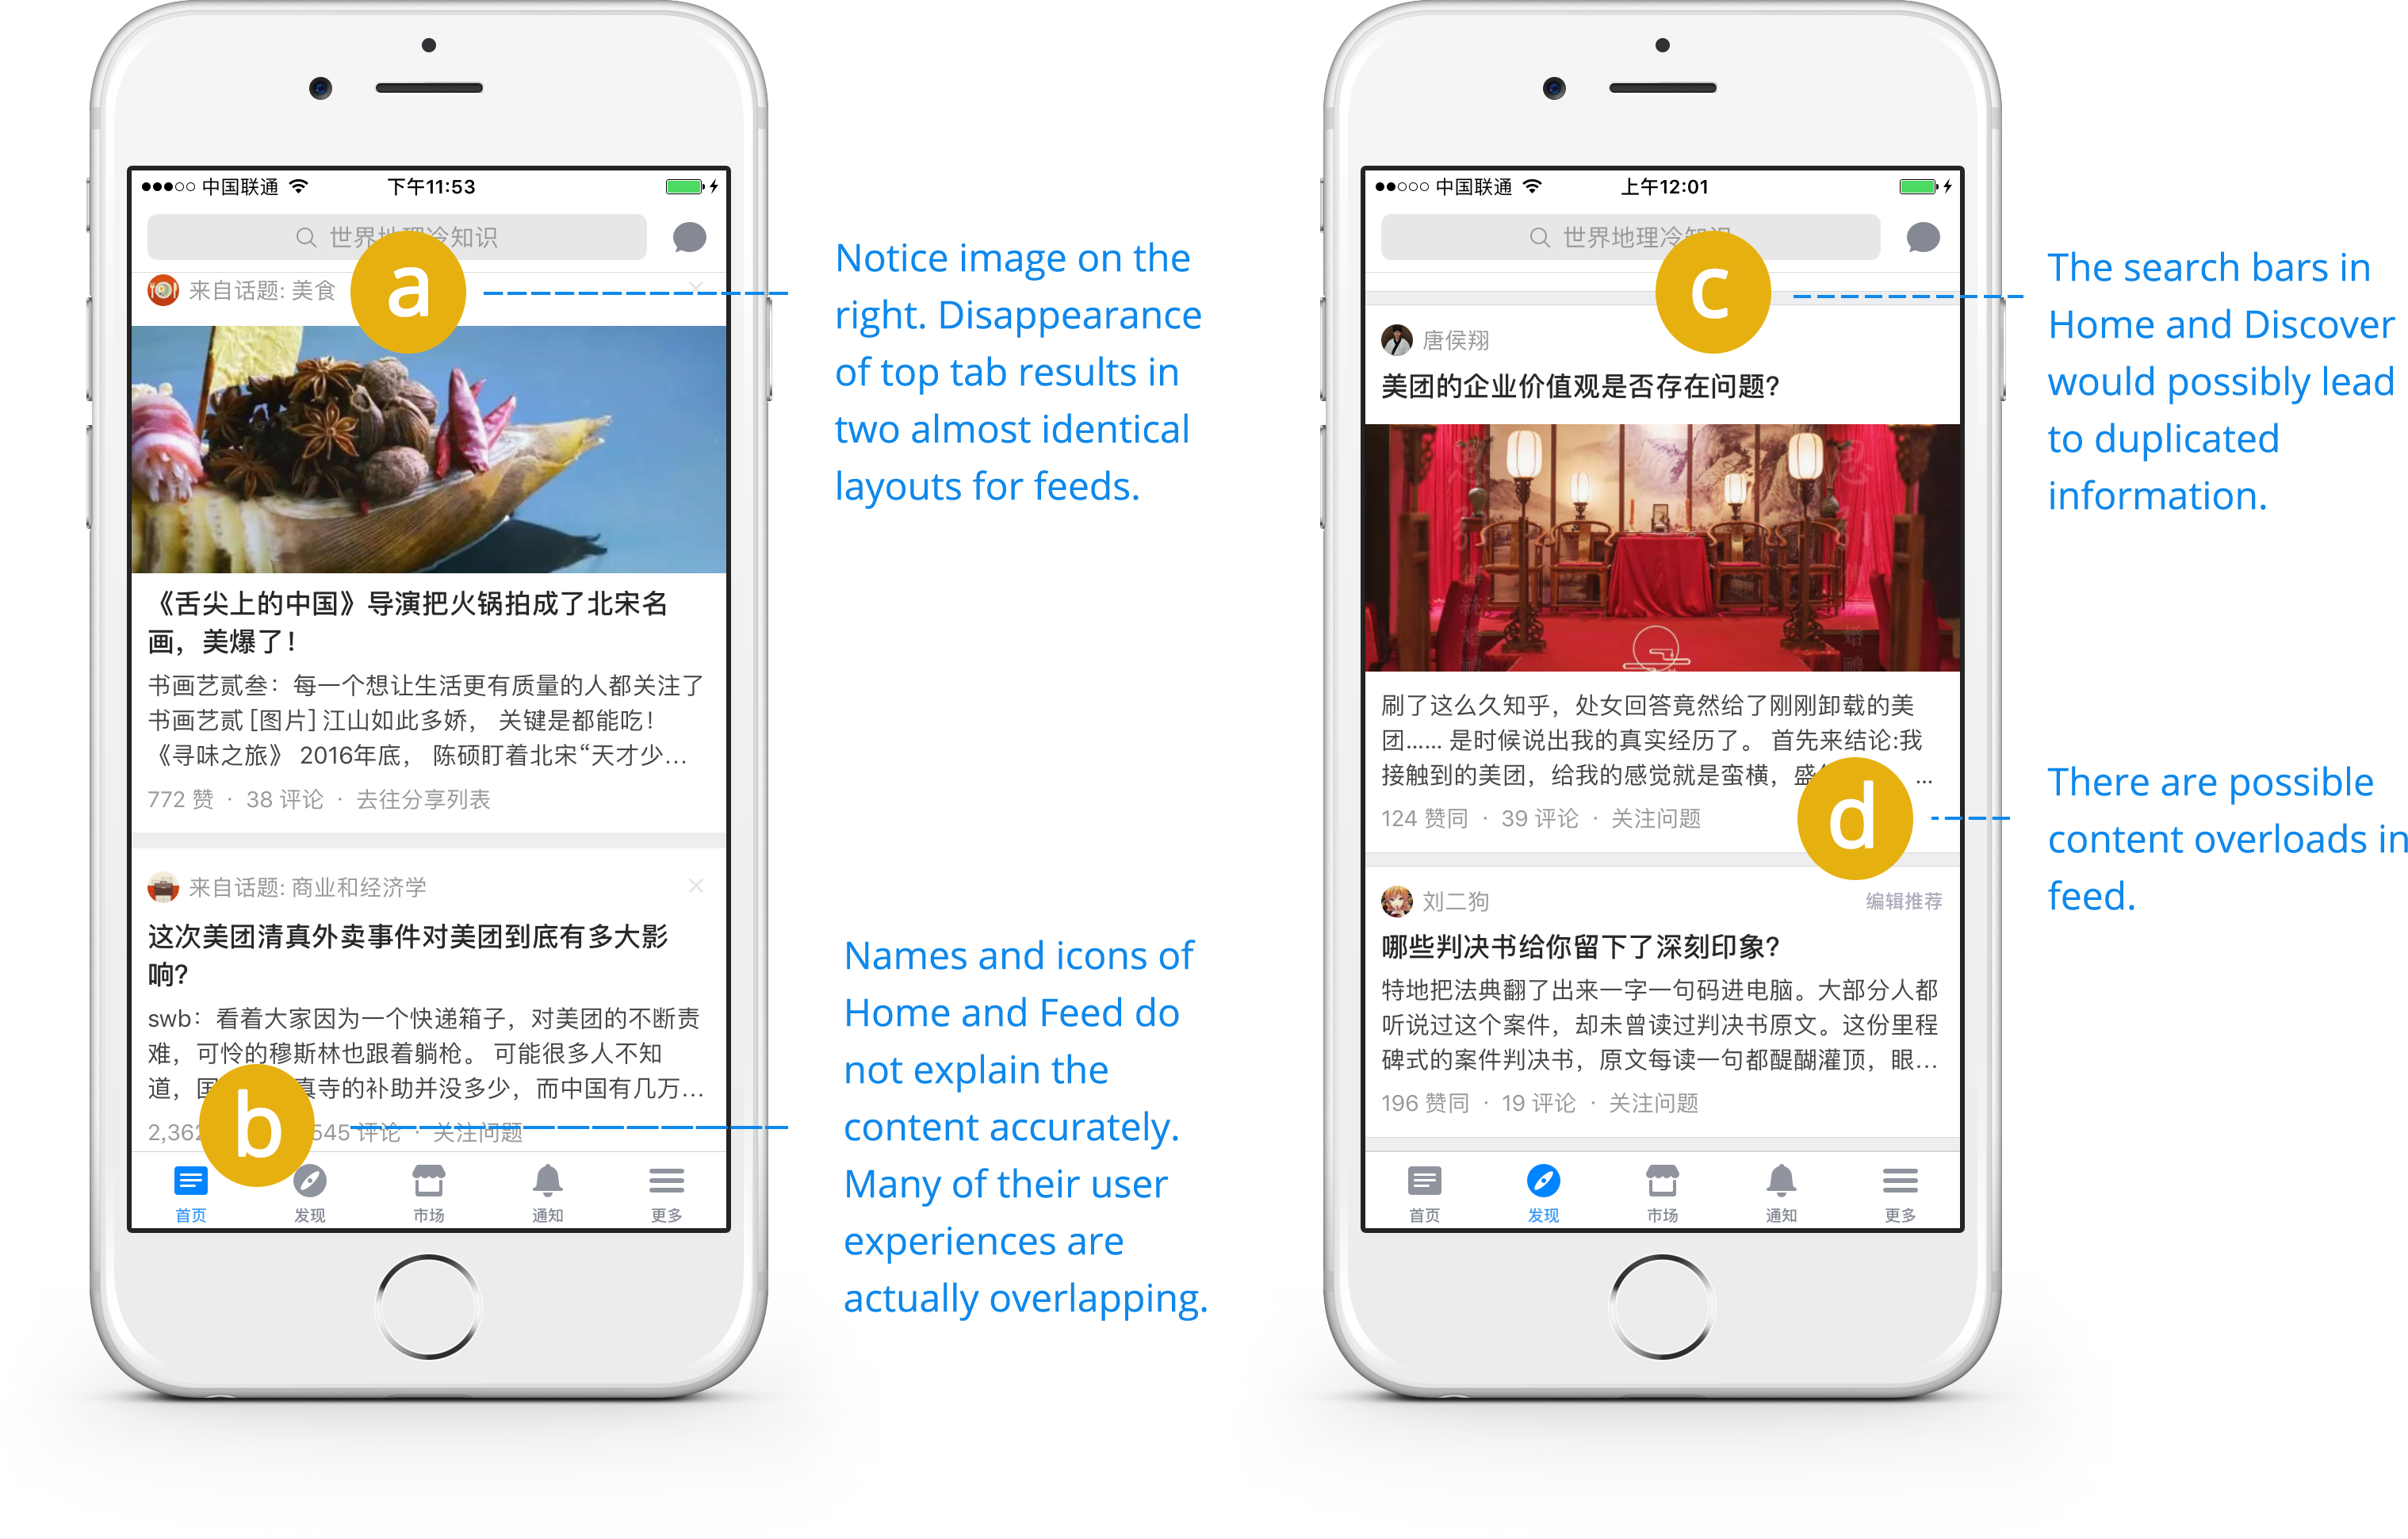 中国联通 下午11:53
世界地理冷知识
来自话题: 美食
a
《舌尖上的中国》导演把火锅拍成了北宋名
画，美爆了！
书画艺贰叁：每一个想让生活更有质量的人都关注了
书画艺贰 [图片] 江山如此多娇， 关键是都能吃！
《寻味之旅》 2016年底， 陈硕盯着北宋“天才少...
772 赞 · 38 评论 · 去往分享列表
来自话题: 商业和经济学
这次美团清真外卖事件对美团到底有多大影
响?
swb：看着大家因为一个快递箱子，对美团的不断责
难，可怜的穆斯林也跟着躺枪。 可能很多人不知
道，国 真寺的补助并没多少，而中国有几万...
b
2,362 545 评论 · 关注问题
首页 发现 市场 通知 更多
Notice image on the
right. Disappearance
of top tab results in
two almost identical
layouts for feeds.
Names and icons of
Home and Feed do
not explain the
content accurately.
Many of their user
experiences are
actually overlapping.
中国联通 上午12:01
世界地理冷知识
c
唐侯翔
美团的企业价值观是否存在问题?
刷了这么久知乎，处女回答竟然给了刚刚卸载的美
团...... 是时候说出我的真实经历了。 首先来结论:我
接触到的美团，给我的感觉就是蛮横，盛 ...
d
124 赞同 · 39 评论 · 关注问题
刘二狗 编辑推荐
哪些判决书给你留下了深刻印象?
特地把法典翻了出来一字一句码进电脑。大部分人都
听说过这个案件，却未曾读过判决书原文。这份里程
碑式的案件判决书，原文每读一句都醍醐灌顶，眼...
196 赞同 · 19 评论 · 关注问题
首页 发现 市场 通知 更多
The search bars in
Home and Discover
would possibly lead
to duplicated
information.
There are possible
content overloads in
feed.